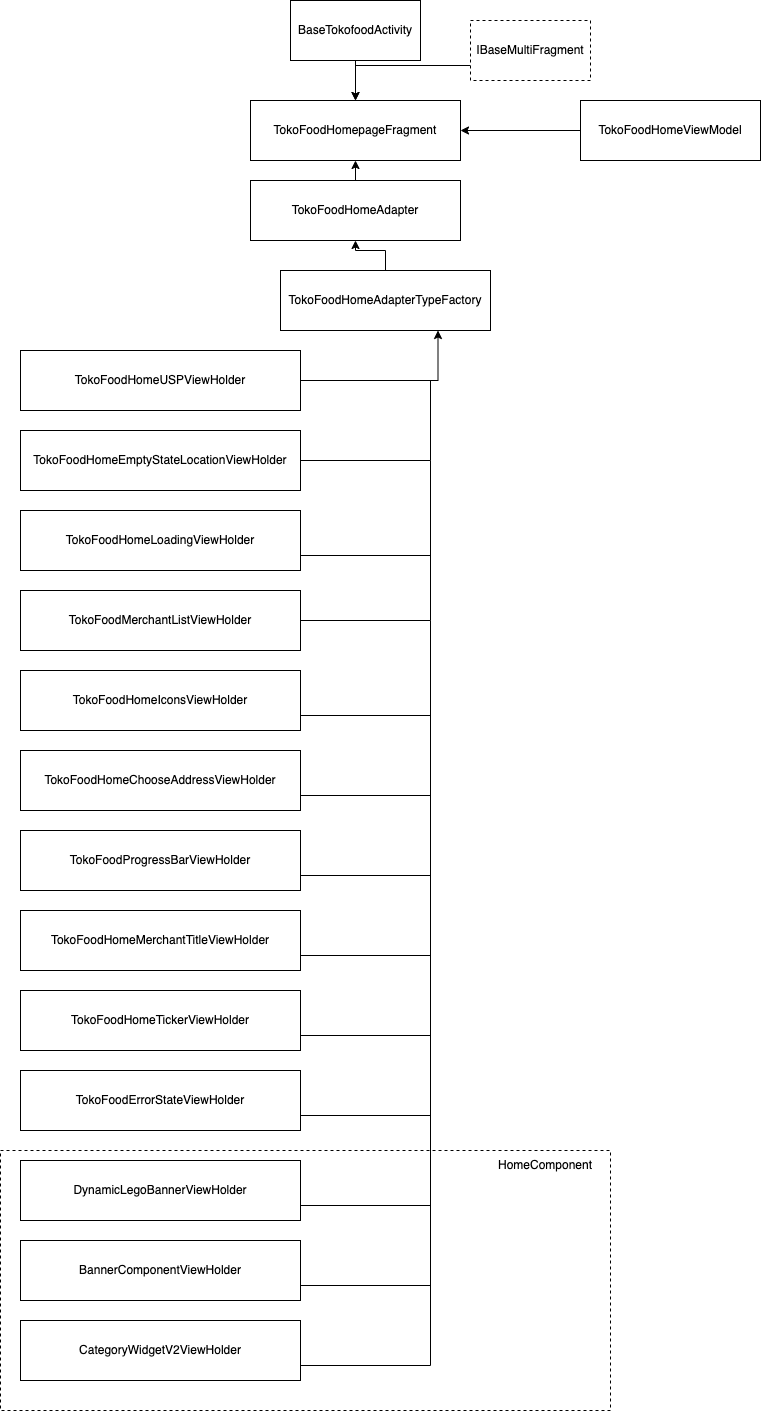 BaseTokofoodActivity
IBaseMultiFragment
TokoFoodHomepageFragment
TokoFoodHomeViewModel
TokoFoodHomeAdapter
TokoFoodHomeAdapterTypeFactory
TokoFoodHomeUSPViewHolder
TokoFoodHomeEmptyStateLocationViewHolder
TokoFoodHomeLoadingViewHolder
TokoFoodMerchantListViewHolder
TokoFoodHomeIconsViewHolder
TokoFoodHomeChooseAddressViewHolder
TokoFoodProgressBarViewHolder
TokoFoodHomeMerchantTitleViewHolder
TokoFoodHomeTickerViewHolder
TokoFoodErrorStateViewHolder
HomeComponent
DynamicLegoBannerViewHolder
BannerComponentViewHolder
CategoryWidgetV2ViewHolder